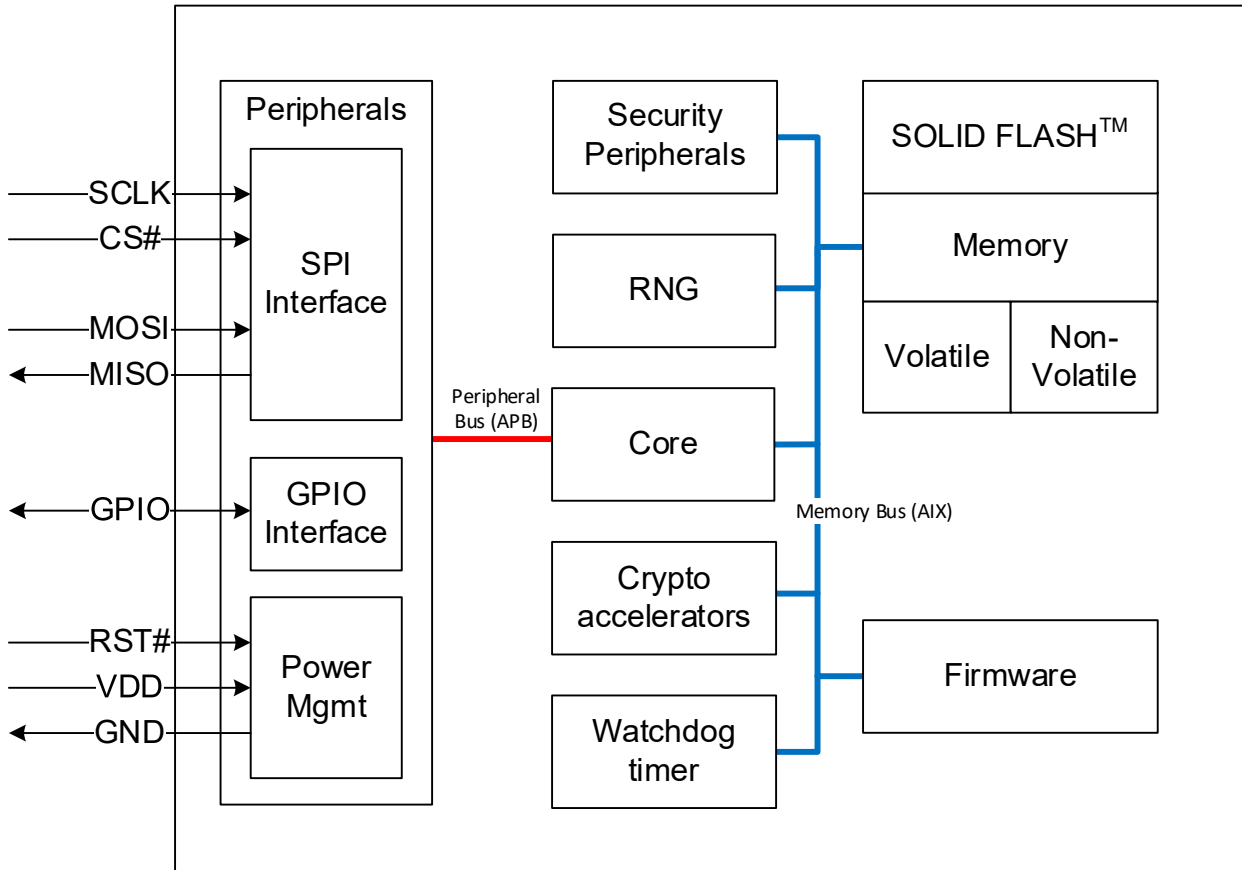 Peripherals
SCLK
CS#
MOSI
MISO
SPI
Interface
GPIO
GPIO
Interface
RST#
VDD
GND
Power
Mgmt
Peripheral
Bus (APB)
Security
Peripherals
RNG
Core
Crypto
accelerators
Watchdog
timer
Memory Bus (AIX)
SOLID FLASH™
Memory
Volatile
Non-
Volatile
Firmware